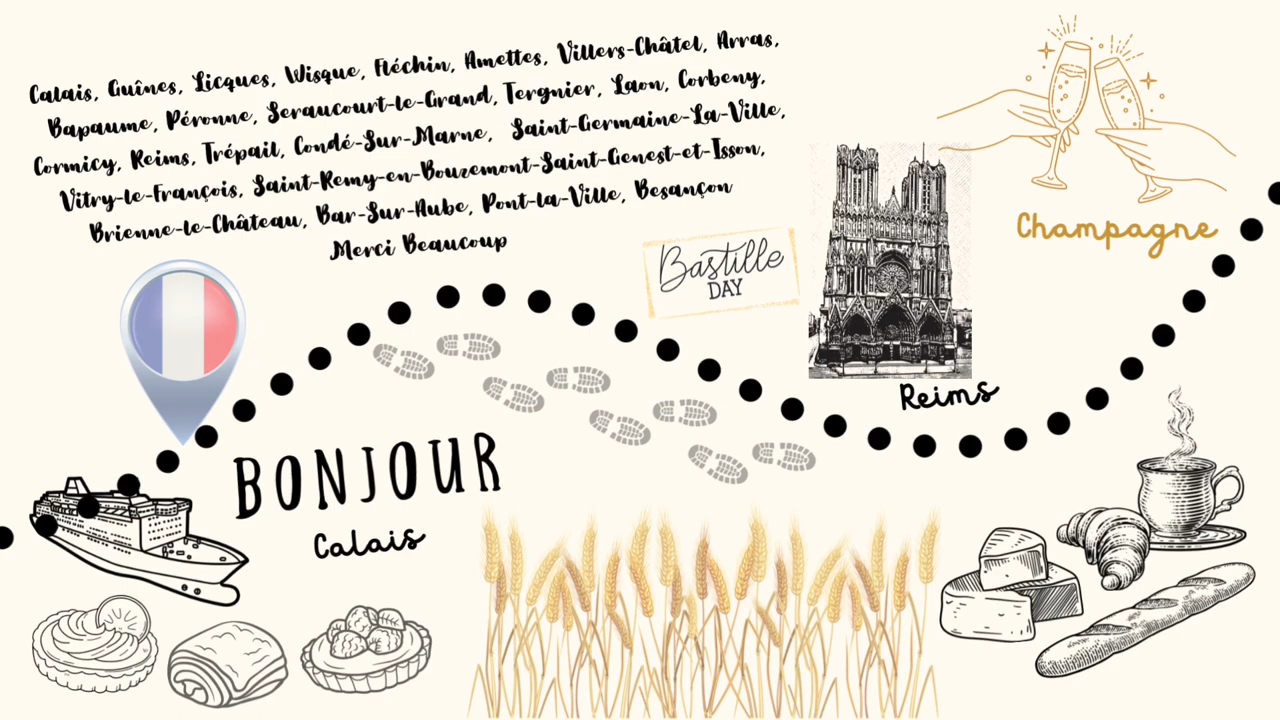 Calais, Guînes, Licques, Wisque, Fléchin, Amettes, Villers-Châtel, Arras,
Bapaume, Péronne, Seraucourt-le-Grand, Tergnier, Laon, Corbeny,
Cormicy, Reims, Trépail, Condé-Sur-Marne, Saint-Germaine-La-Ville,
Vitry-le-François, Saint-Remy-en-Bouzemont-Saint-Genest-et-Isson,
Brienne-le-Château, Bar-Sur-Aube, Pont-la-Ville, Besançon
Merci Beaucoup
Champagne
Bastille
DAY
Reims
BONJOUR
Calais